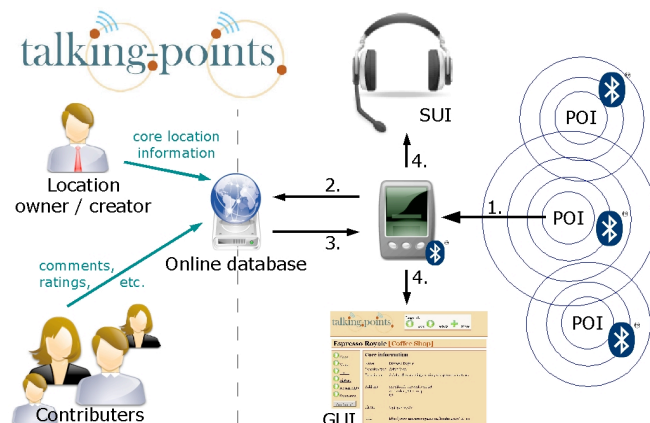 talking-points
SUI
POI
core location
information
4.
Location
owner / creator
2.
1.
POI
3.
Online database
comments,
ratings, etc.
4.
POI
talking-points
Espresso Royale [Coffee Shop]
Core information
Contributers
GUI